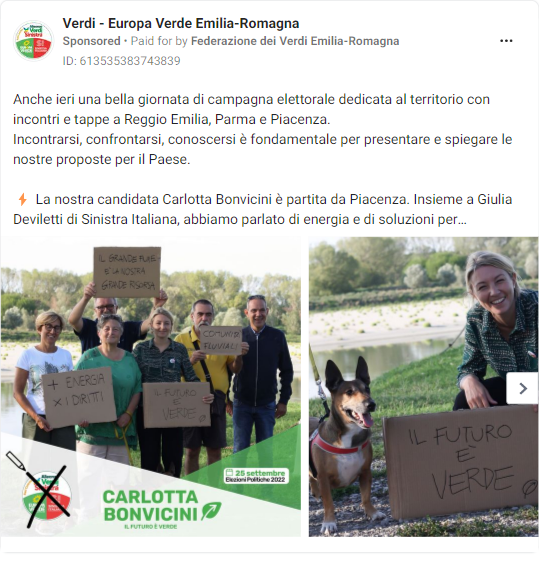 Verdi - Europa Verde Emilia-Romagna
Sponsored • Paid for by Federazione dei Verdi Emilia-Romagna
ID: 613535383743839
Anche ieri una bella giornata di campagna elettorale dedicata al territorio con
incontri e tappe a Reggio Emilia, Parma e Piacenza.
Incontrarsi, confrontarsi, conoscersi è fondamentale per presentare e spiegare le
nostre proposte per il Paese.
⚡ La nostra candidata Carlotta Bonvicini è partita da Piacenza. Insieme a Giulia
Deviletti di Sinistra Italiana, abbiamo parlato di energia e di soluzioni per…
IL GRANDE FIUME
È LA NOSTRA
GRANDE RISORSA
COMUNITÀ
FLUVIALI
+ ENERGIA
X I DIRITTI
IL FUTURO
È
VERDE
25 settembre
Elezioni Politiche 2022
CARLOTTA
BONVICINI
IL FUTURO È VERDE
IL FUTURO
È
VERDE